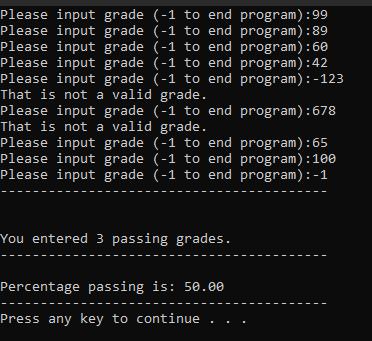 Please input grade (-1 to end program):99
Please input grade (-1 to end program):89
Please input grade (-1 to end program):60
Please input grade (-1 to end program):42
Please input grade (-1 to end program):-123
That is not a valid grade.
Please input grade (-1 to end program):678
That is not a valid grade.
Please input grade (-1 to end program):65
Please input grade (-1 to end program):100
Please input grade (-1 to end program):-1
-----------------------------------------
You entered 3 passing grades.
-----------------------------------------
Percentage passing is: 50.00
-----------------------------------------
Press any key to continue . . .